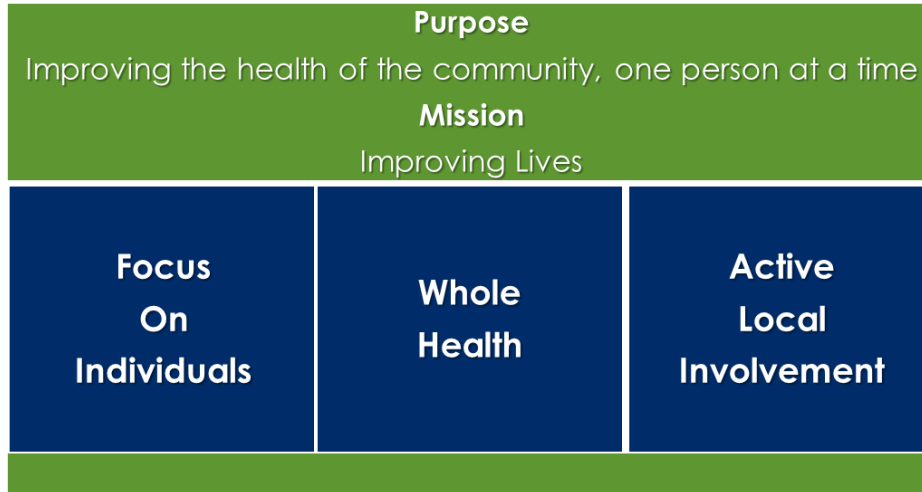 Purpose
Improving the health of the community, one person at a time
Mission
Improving Lives
Focus
On
Individuals
Whole
Health
Active
Local
Involvement